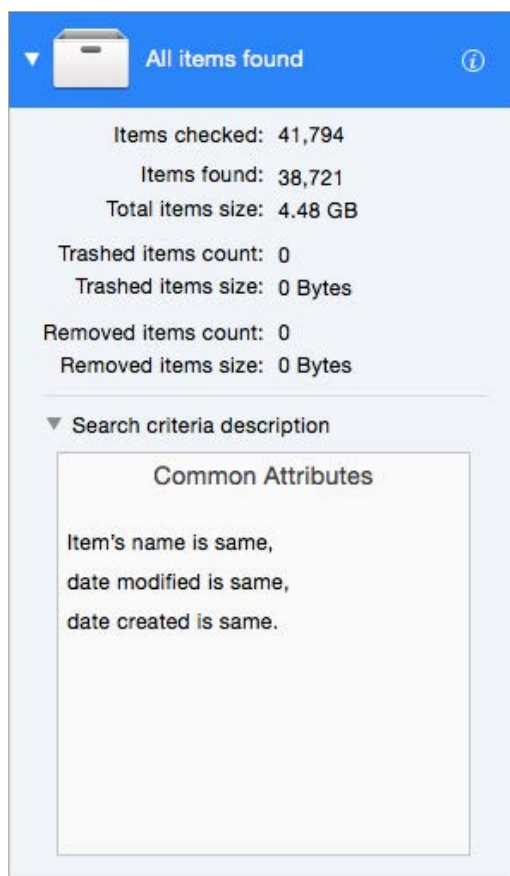 All items found
Items checked: 41,794
Items found: 38,721
Total items size: 4.48 GB
Trashed items count: 0
Trashed items size: 0 Bytes
Removed items count: 0
Removed items size: 0 Bytes
Search criteria description
Common Attributes
Item's name is same,
date modified is same,
date created is same.